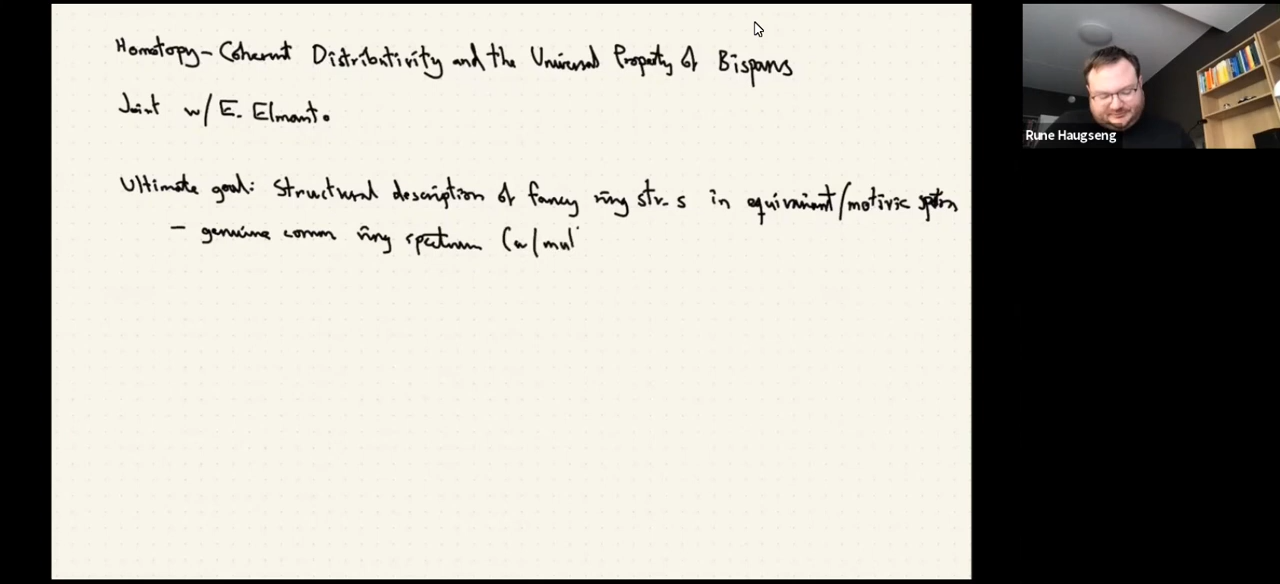 Homotopy-Coherent Distributivity and the Universal Property of Bispans
Joint w/ E. Elmanto.
Ultimate goal: Structural description of fancy ring str.s in equivariant/motivic sptra
- genuine comm ring spectrum (w/mul
Rune Haugseng